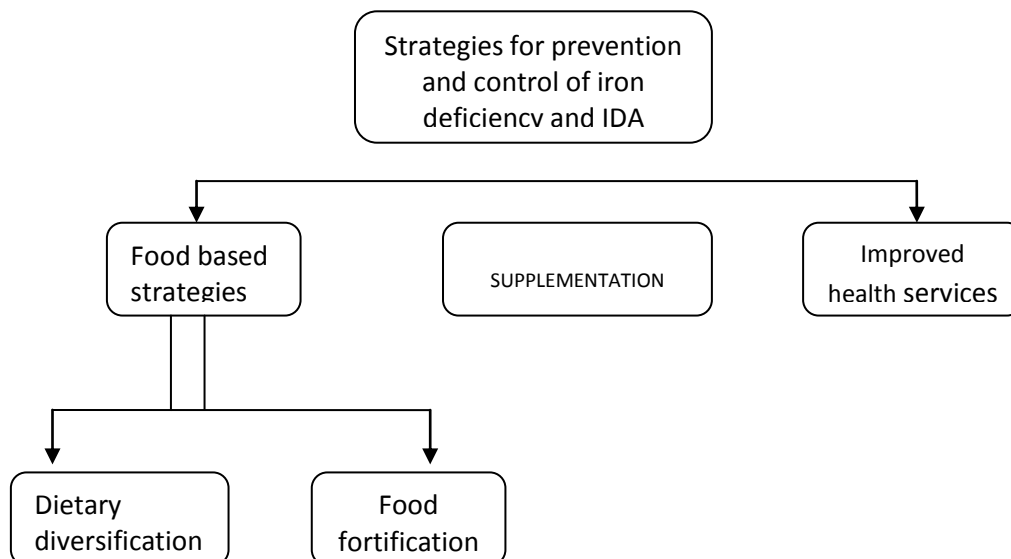 Strategies for prevention
and control of iron
deficiency and IDA
Food based
strategies
SUPPLEMENTATION
Improved
health services
Dietary
diversification
Food
fortification